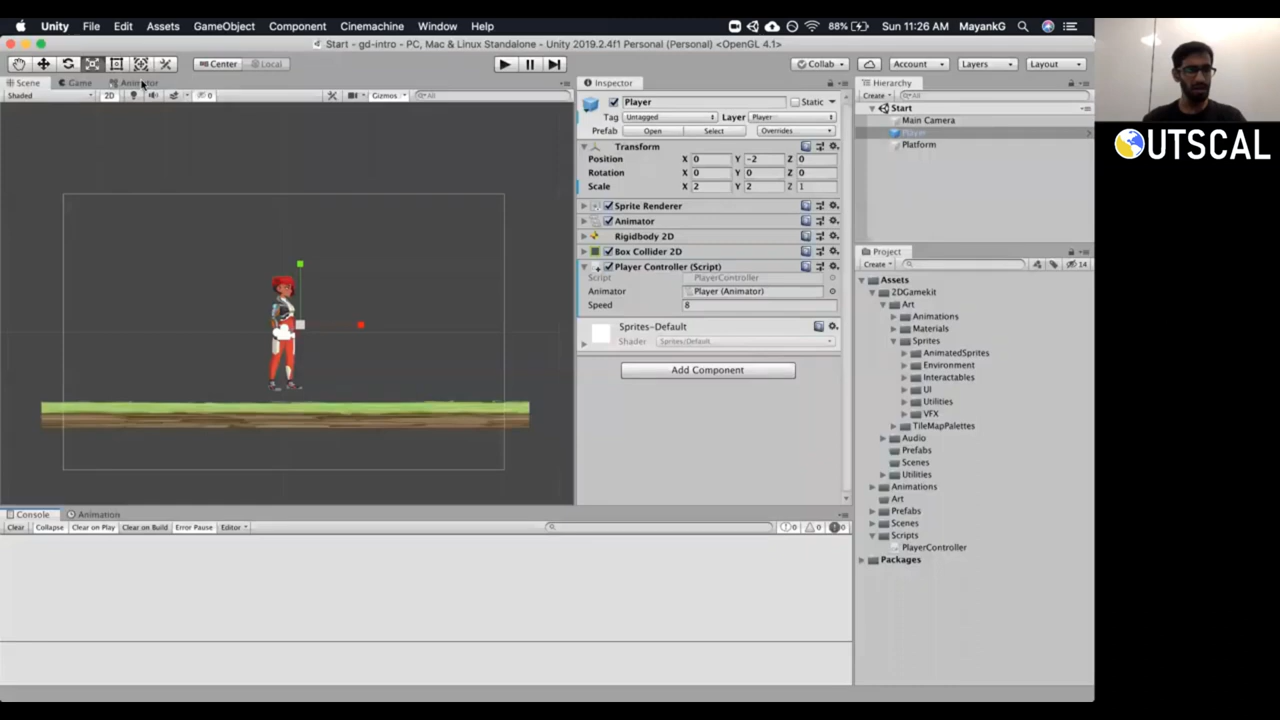 Unity File Edit Assets GameObject Component Cinemachine Window Help 88% Sun 11:26 AM MayankG
Start - gd-intro - PC, Mac & Linux Standalone - Unity 2019.2.4f1 Personal (Personal) <OpenGL 4.1>
Center Local Collab Account Layers Layout
Scene Game Animator
Shaded 2D 0 Gizmos All
Inspector
Player Static
Tag Untagged Layer Player
Prefab Open Select Overrides
Transform
Position X 0 Y -2 Z 0
Rotation X 0 Y 0 Z 0
Scale X 2 Y 2 Z 1
Sprite Renderer
Animator
Rigidbody 2D
Box Collider 2D
Player Controller (Script)
Script PlayerController
Animator Player (Animator)
Speed 8
Sprites-Default
Shader Sprites/Default
Add Component
Hierarchy
Create All
Start
Main Camera
Player
Platform
Project
Create 14
Assets
2DGamekit
Art
Animations
Materials
Sprites
AnimatedSprites
Environment
Interactables
UI
Utilities
VFX
TileMapPalettes
Audio
Prefabs
Scenes
Utilities
Animations
Art
Prefabs
Scenes
Scripts
PlayerController
Packages
Console Animation
Clear Collapse Clear on Play Clear on Build Error Pause Editor 0 0 0
OUTSCAL